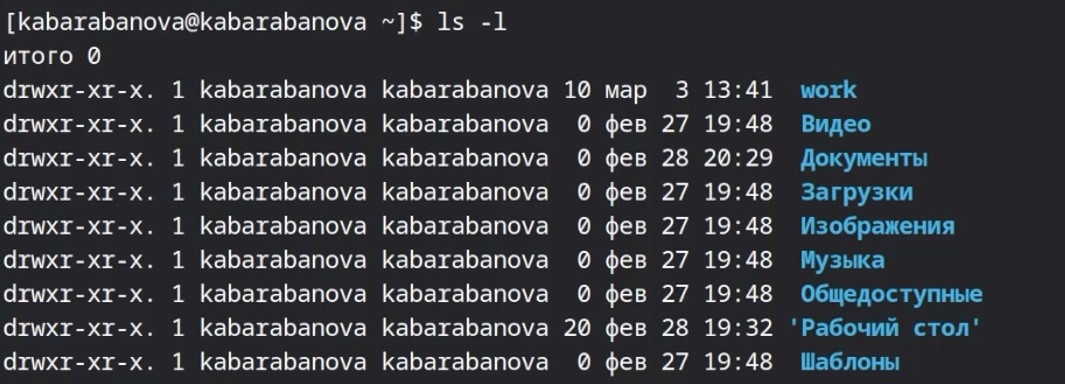 [kabarabanova@kabarabanova ~]$ ls -l
итого 0
drwxr-xr-x. 1 kabarabanova kabarabanova 10 мар  3 13:41  work
drwxr-xr-x. 1 kabarabanova kabarabanova  0 фев 27 19:48  Видео
drwxr-xr-x. 1 kabarabanova kabarabanova  0 фев 28 20:29  Документы
drwxr-xr-x. 1 kabarabanova kabarabanova  0 фев 27 19:48  Загрузки
drwxr-xr-x. 1 kabarabanova kabarabanova  0 фев 27 19:48  Изображения
drwxr-xr-x. 1 kabarabanova kabarabanova  0 фев 27 19:48  Музыка
drwxr-xr-x. 1 kabarabanova kabarabanova  0 фев 27 19:48  Общедоступные
drwxr-xr-x. 1 kabarabanova kabarabanova 20 фев 28 19:32 'Рабочий стол'
drwxr-xr-x. 1 kabarabanova kabarabanova  0 фев 27 19:48  Шаблоны